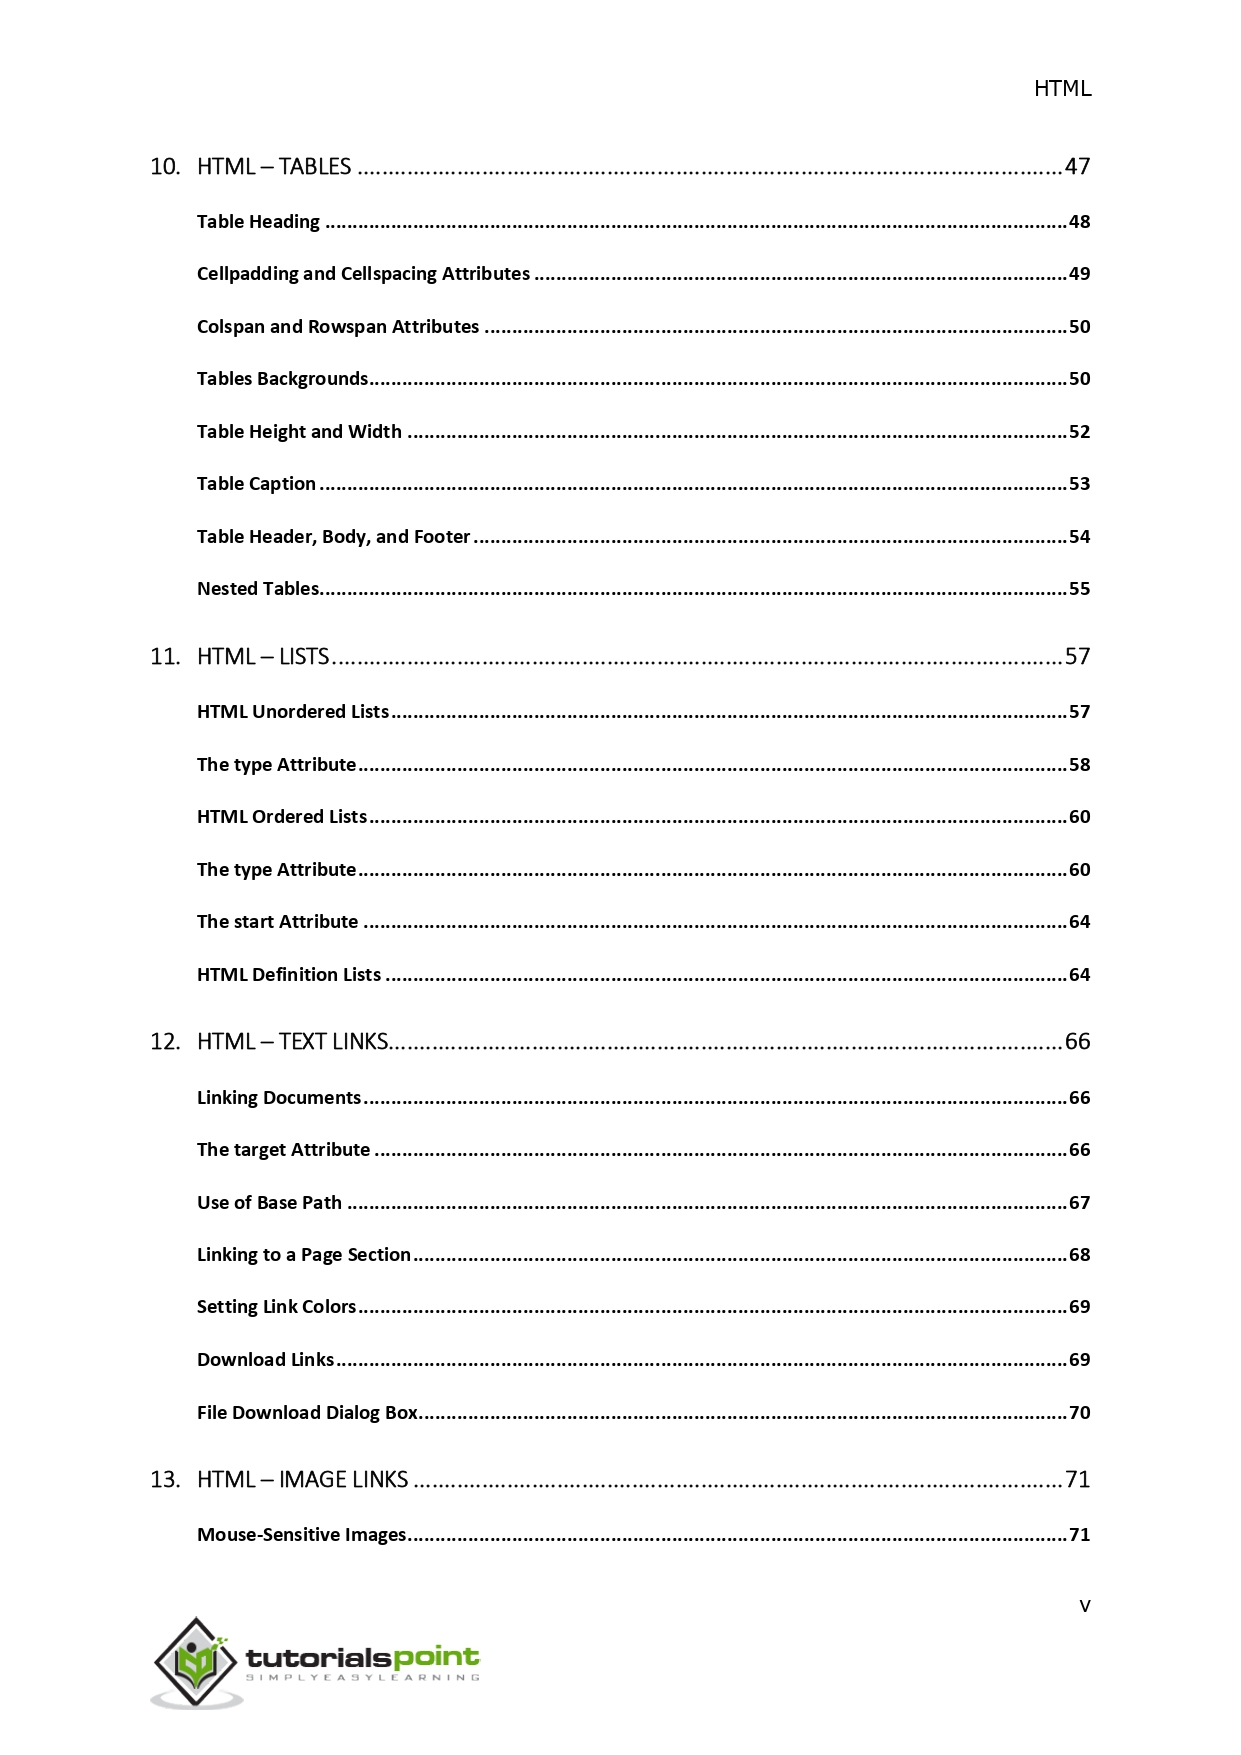 HTML
10. HTML – TABLES ........................................................................................................ 47
Table Heading ........................................................................................................ 48
Cellpadding and Cellspacing Attributes ........................................................................................................ 49
Colspan and Rowspan Attributes ........................................................................................................ 50
Tables Backgrounds ........................................................................................................ 50
Table Height and Width ........................................................................................................ 52
Table Caption ........................................................................................................ 53
Table Header, Body, and Footer ........................................................................................................ 54
Nested Tables ........................................................................................................ 55
11. HTML – LISTS ........................................................................................................ 57
HTML Unordered Lists ........................................................................................................ 57
The type Attribute ........................................................................................................ 58
HTML Ordered Lists ........................................................................................................ 60
The type Attribute ........................................................................................................ 60
The start Attribute ........................................................................................................ 64
HTML Definition Lists ........................................................................................................ 64
12. HTML – TEXT LINKS ........................................................................................................ 66
Linking Documents ........................................................................................................ 66
The target Attribute ........................................................................................................ 66
Use of Base Path ........................................................................................................ 67
Linking to a Page Section ........................................................................................................ 68
Setting Link Colors ........................................................................................................ 69
Download Links ........................................................................................................ 69
File Download Dialog Box ........................................................................................................ 70
13. HTML – IMAGE LINKS ........................................................................................................ 71
Mouse-Sensitive Images ........................................................................................................ 71
v
tutorialspoint
SIMPLYEASYLEARNING